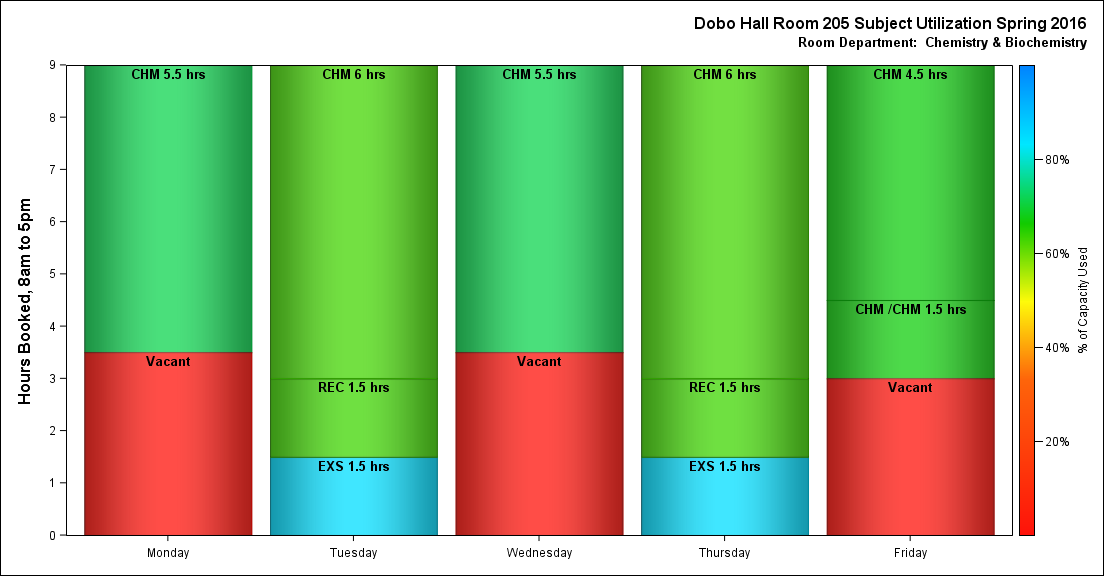 Dobo Hall Room 205 Subject Utilization Spring 2016
Room Department:  Chemistry & Biochemistry
Hours Booked, 8am to 5pm
9
8
7
6
5
4
3
2
1
0
CHM 5.5 hrs
Vacant
CHM 6 hrs
REC 1.5 hrs
EXS 1.5 hrs
CHM 5.5 hrs
Vacant
CHM 6 hrs
REC 1.5 hrs
EXS 1.5 hrs
CHM 4.5 hrs
CHM /CHM 1.5 hrs
Vacant
Monday
Tuesday
Wednesday
Thursday
Friday
80%
60%
40%
20%
% of Capacity Used